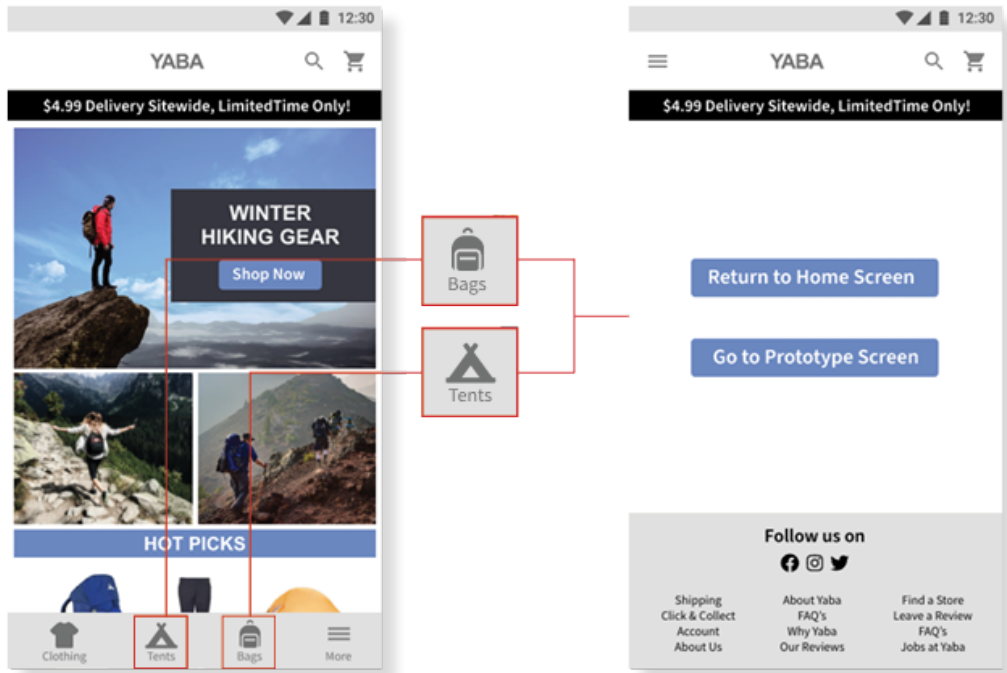 12:30
YABA
$4.99 Delivery Sitewide, LimitedTime Only!
WINTER
HIKING GEAR
Shop Now
HOT PICKS
Clothing
Tents
Bags
More
Bags
Tents
12:30
YABA
$4.99 Delivery Sitewide, LimitedTime Only!
Return to Home Screen
Go to Prototype Screen
Follow us on
Shipping About Yaba Find a Store
Click & Collect FAQ's Leave a Review
Account Why Yaba FAQ's
About Us Our Reviews Jobs at Yaba